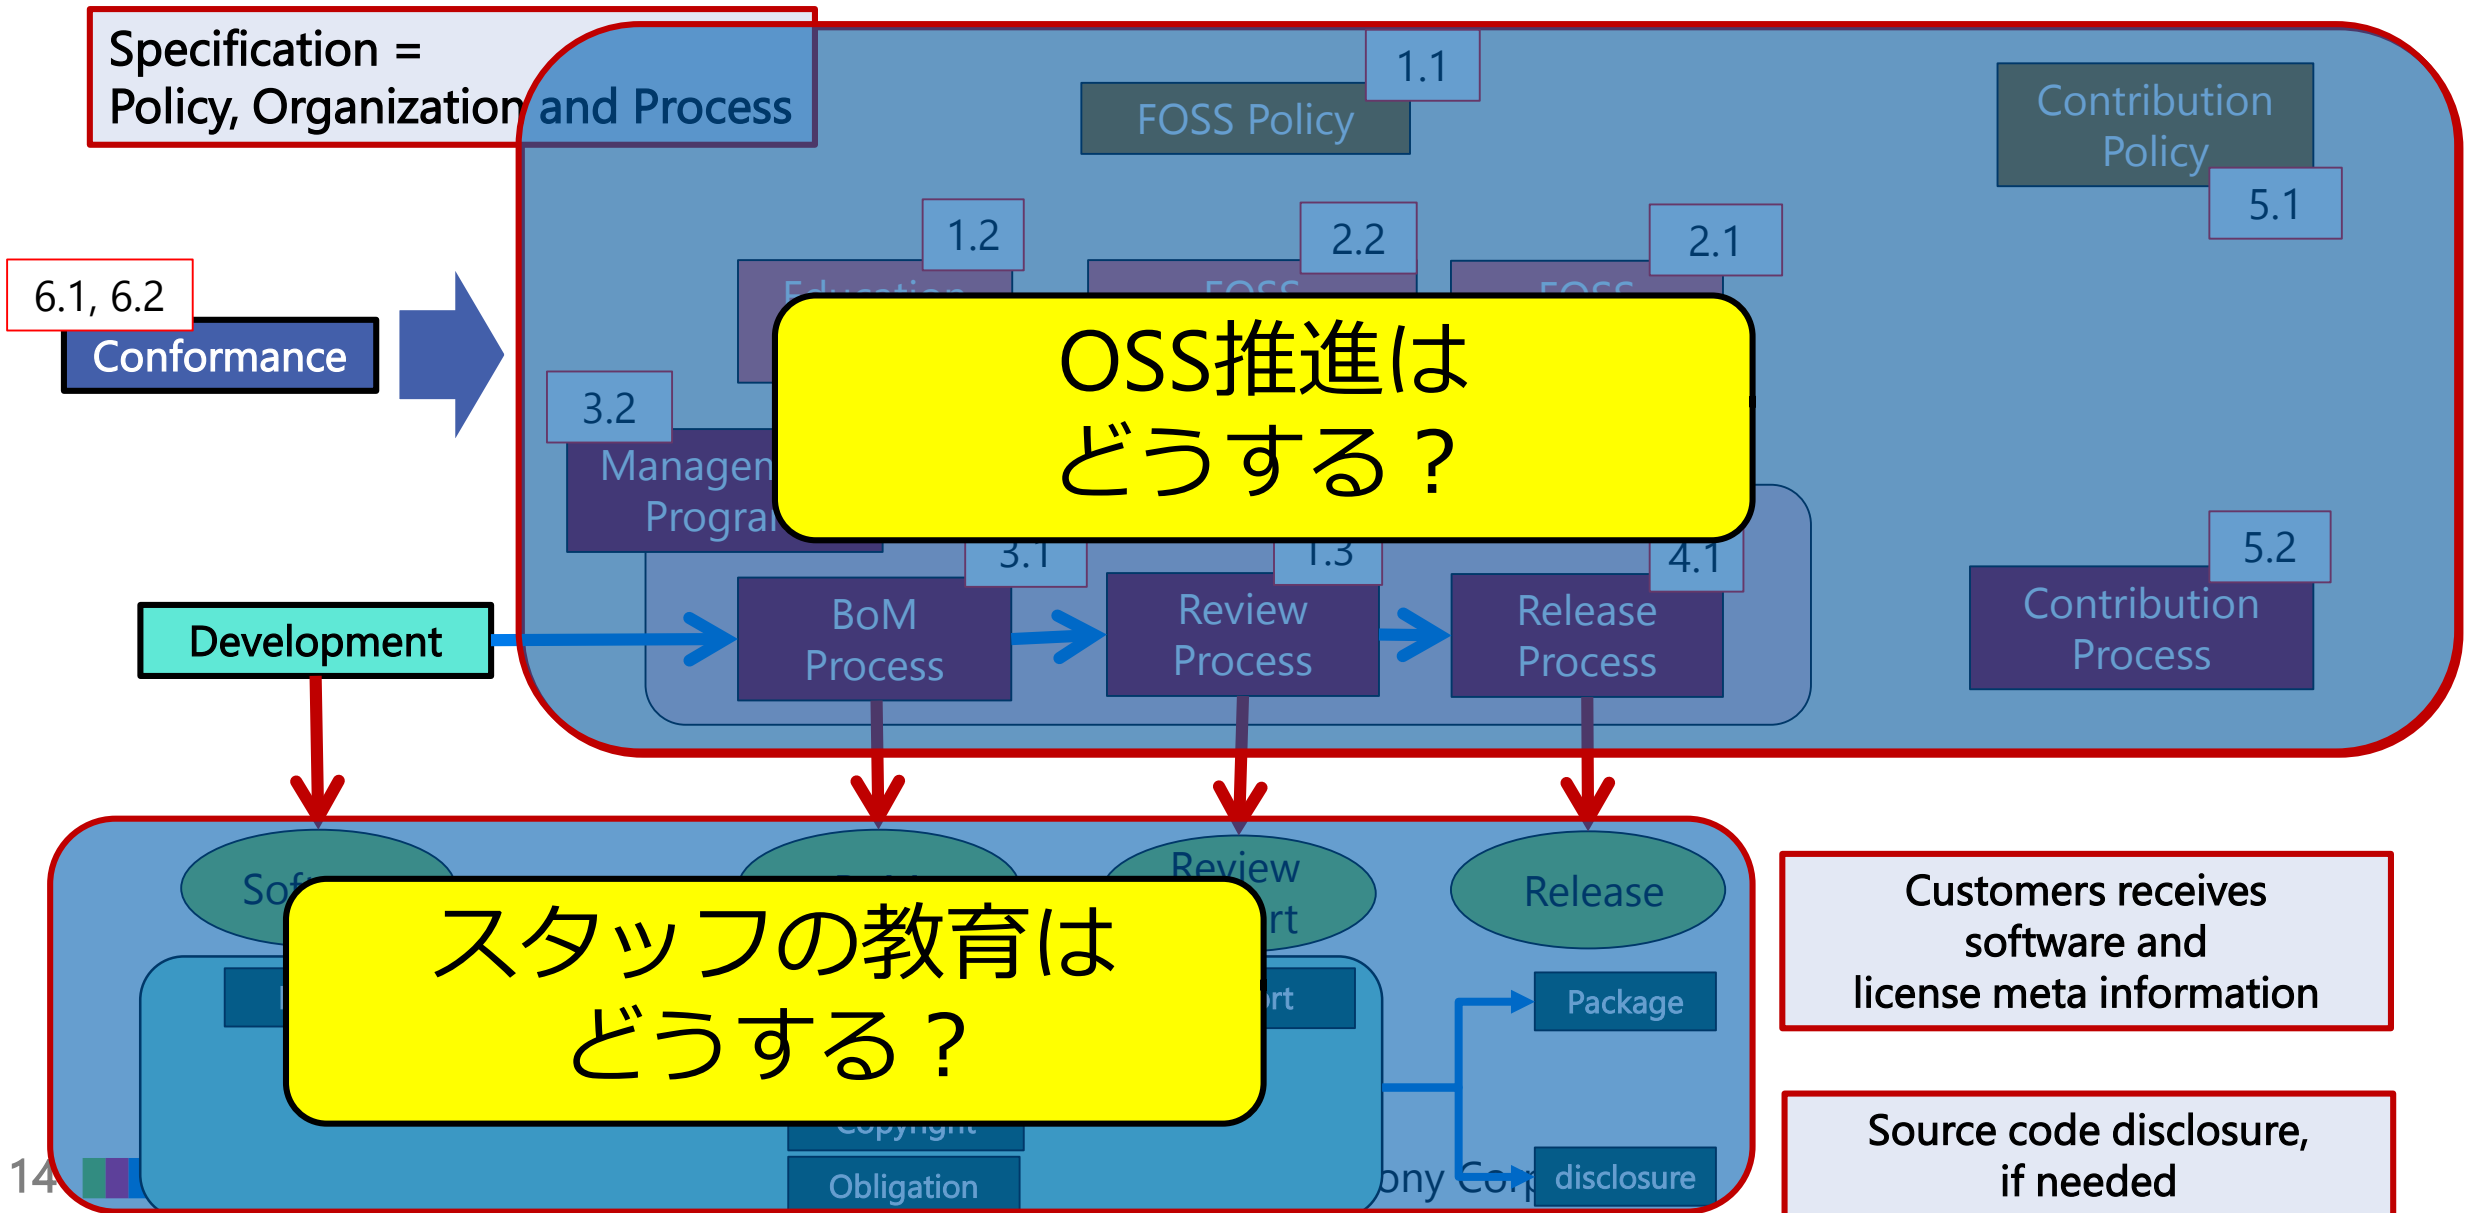 Specification =
Policy, Organization and Process
1.1
FOSS Policy
Contribution
Policy
5.1
1.2
2.2
2.1
6.1, 6.2
Conformance
3.2
OSS推進は
どうする？
3.1
1.3
4.1
5.2
Development
BoM
Process
Review
Process
Release
Process
Contribution
Process
Review
Release
スタッフの教育は
どうする？
Package
Copyright
Obligation
disclosure
Customers receives
software and
license meta information
Source code disclosure,
if needed
14